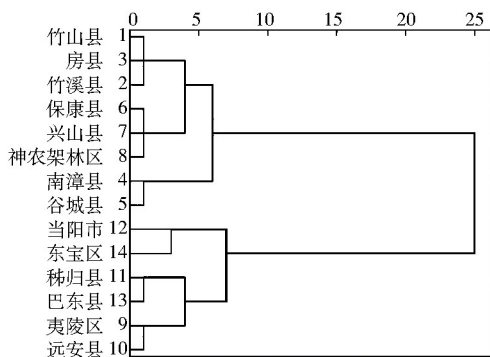 0 5 10 15 20 25
竹山县 1
房县 3
竹溪县 2
保康县 6
兴山县 7
神农架林区 8
南漳县 4
谷城县 5
当阳市 12
东宝区 14
秭归县 11
巴东县 13
夷陵区 9
远安县 10